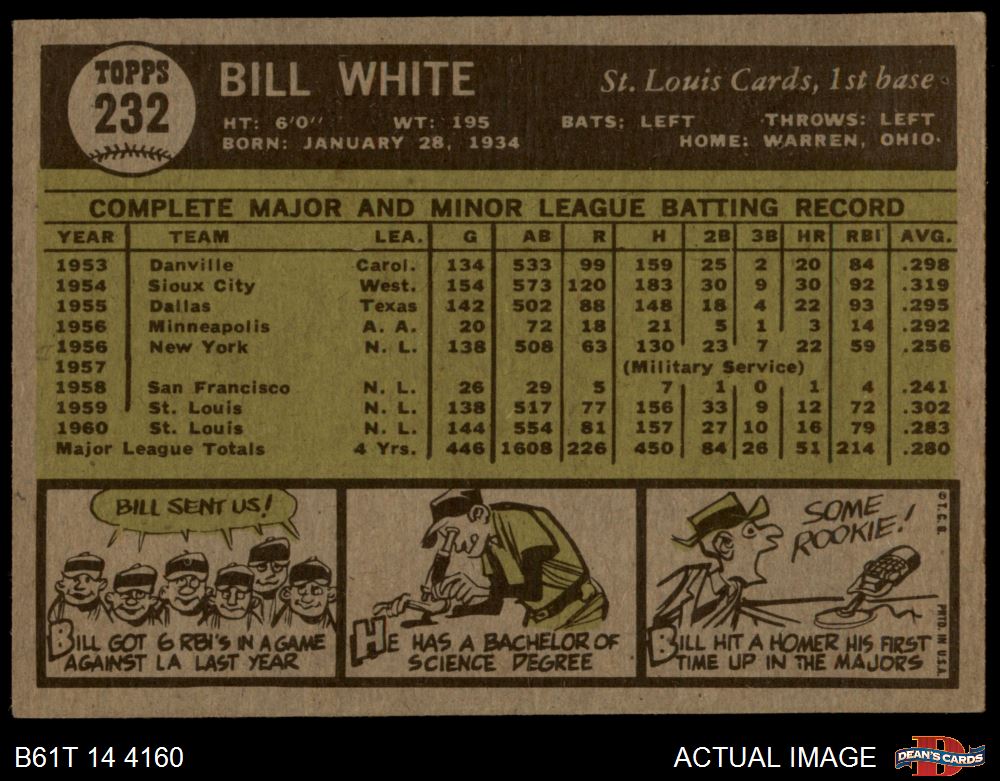 TOPPS
232
BILL WHITE
St. Louis Cards, 1st base
HT: 6'0" WT: 195 BATS: LEFT THROWS: LEFT
BORN: JANUARY 28, 1934 HOME: WARREN, OHIO
COMPLETE MAJOR AND MINOR LEAGUE BATTING RECORD
YEAR TEAM LEA. G AB R H 2B 3B HR RBI AVG.
1953 Danville Carol. 134 533 99 159 25 2 20 84 .298
1954 Sioux City West. 154 573 120 183 30 9 30 92 .319
1955 Dallas Texas 142 502 88 148 18 4 22 93 .295
1956 Minneapolis A. A. 20 72 18 21 5 1 3 14 .292
1956 New York N. L. 138 508 63 130 23 7 22 59 .256
1957 (Military Service)
1958 San Francisco N. L. 26 29 5 7 1 0 1 4 .241
1959 St. Louis N. L. 138 517 77 156 33 9 12 72 .302
1960 St. Louis N. L. 144 554 81 157 27 10 16 79 .283
Major League Totals 4 Yrs. 446 1608 226 450 84 26 51 214 .280
BILL SENT US!
BILL GOT 6 RBI'S IN A GAME
AGAINST LA LAST YEAR
HE HAS A BACHELOR OF
SCIENCE DEGREE
SOME
ROOKIE!
BILL HIT A HOMER HIS FIRST
TIME UP IN THE MAJORS
© T.C.G. PRTD. IN U.S.A.
B61T 14 4160
ACTUAL IMAGE
D
DEAN'S CARDS